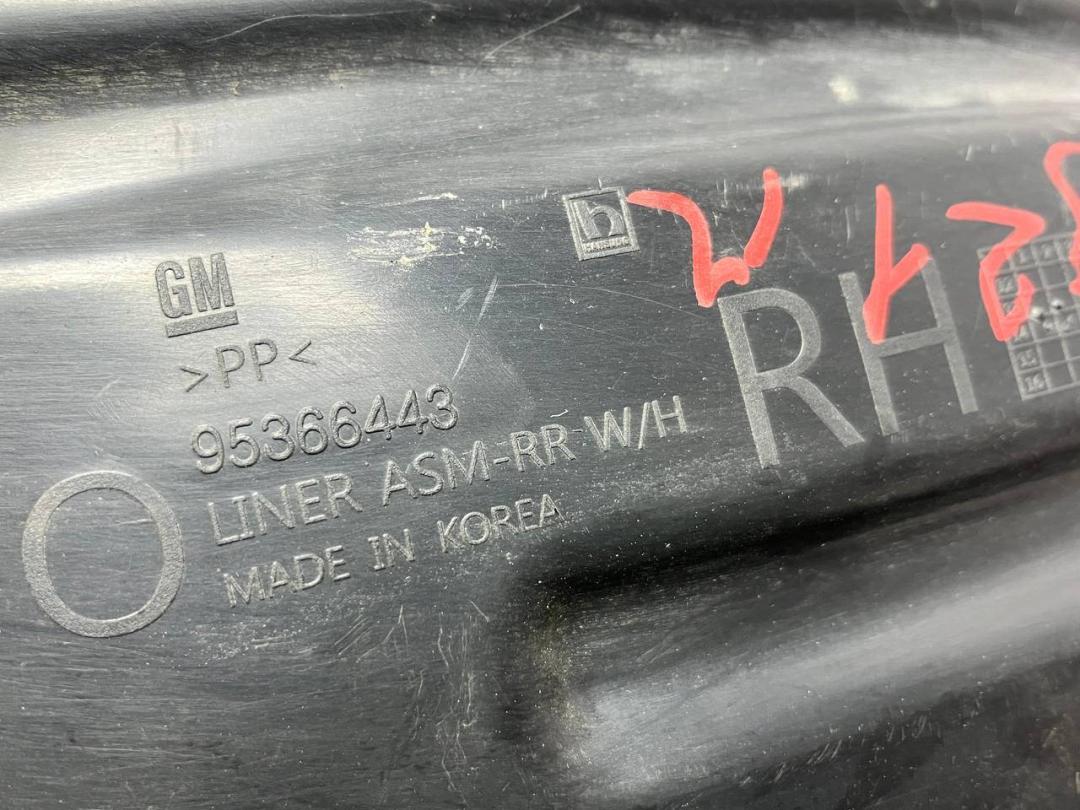 GM
>PP<
95366443
LINER ASM-RR W/H
MADE IN KOREA
h
RH